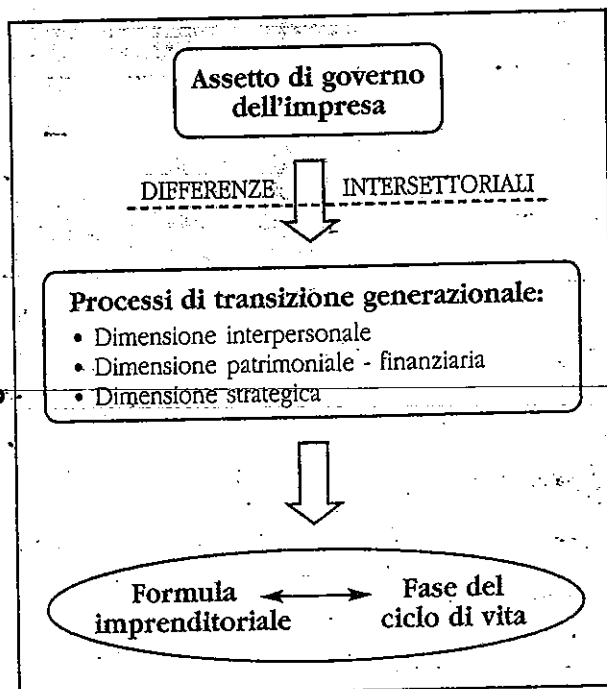 Assetto di governo
dell'impresa
DIFFERENZE INTERSETTORIALI
Processi di transizione generazionale:
• Dimensione interpersonale
• Dimensione patrimoniale - finanziaria
• Dimensione strategica
Formula
imprenditoriale
Fase del
ciclo di vita